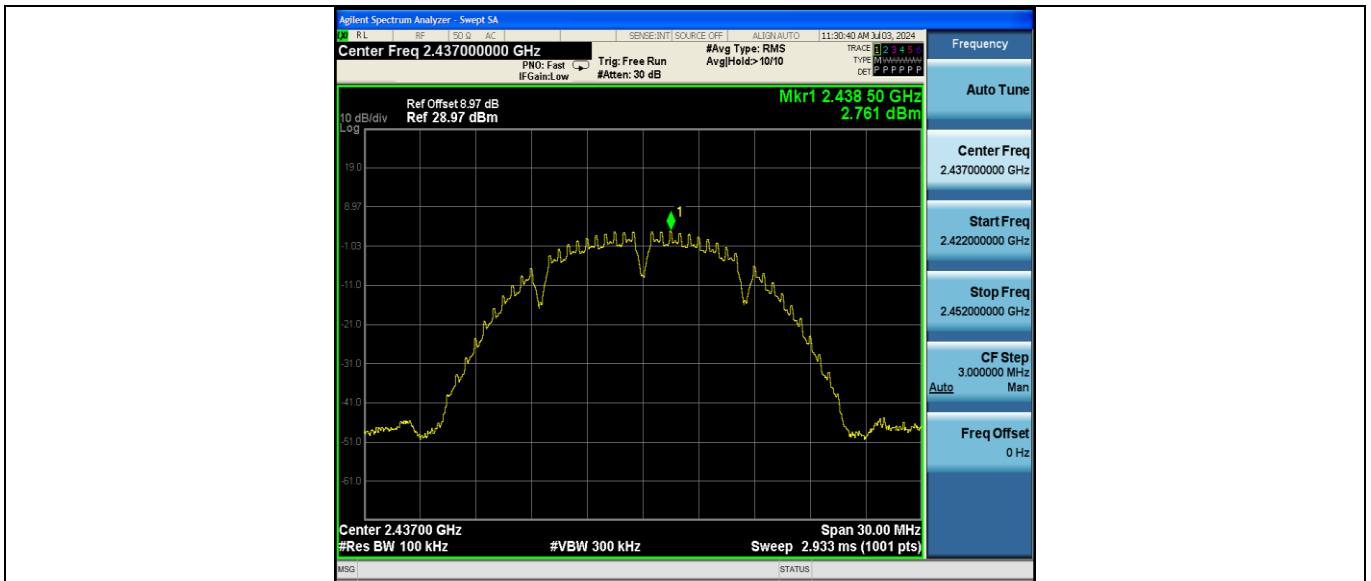 Agilent Spectrum Analyzer - Swept SA
RL RF 50 Ω AC SENSE:INT SOURCE OFF ALIGN AUTO 11:30:40 AM Jul 03, 2024
Center Freq 2.437000000 GHz
PNO: Fast
IFGain:Low
Trig: Free Run
#Atten: 30 dB
#Avg Type: RMS
Avg|Hold:> 10/10
TRACE 1 2 3 4 5 6
TYPE M
DET P P P P P P
Ref Offset 8.97 dB
10 dB/div Ref 28.97 dBm
Log
Mkr1 2.438 50 GHz
2.761 dBm
19.0
8.97
-1.03
-11.0
-21.0
-31.0
-41.0
-51.0
-61.0
1
Center 2.43700 GHz
Span 30.00 MHz
#Res BW 100 kHz
#VBW 300 kHz
Sweep 2.933 ms (1001 pts)
MSG
STATUS
Frequency
Auto Tune
Center Freq
2.437000000 GHz
Start Freq
2.422000000 GHz
Stop Freq
2.452000000 GHz
CF Step
3.000000 MHz
Auto Man
Freq Offset
0 Hz